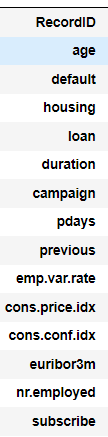 RecordID
age
default
housing
loan
duration
campaign
pdays
previous
emp.var.rate
cons.price.idx
cons.conf.idx
euribor3m
nr.employed
subscribe